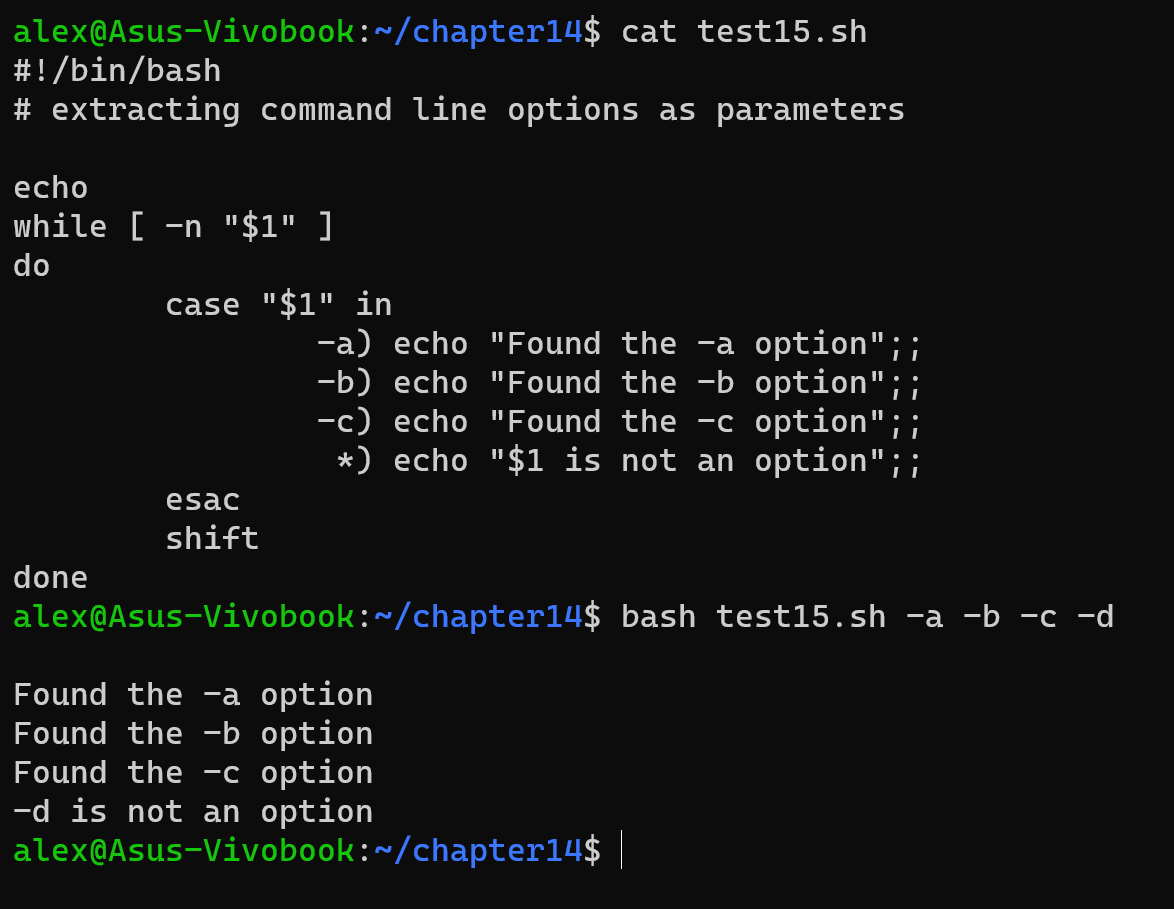 alex@Asus-Vivobook:~/chapter14$ cat test15.sh
#!/bin/bash
# extracting command line options as parameters

echo
while [ -n "$1" ]
do
        case "$1" in
                -a) echo "Found the -a option";;
                -b) echo "Found the -b option";;
                -c) echo "Found the -c option";;
                 *) echo "$1 is not an option";;
        esac
        shift
done
alex@Asus-Vivobook:~/chapter14$ bash test15.sh -a -b -c -d

Found the -a option
Found the -b option
Found the -c option
-d is not an option
alex@Asus-Vivobook:~/chapter14$